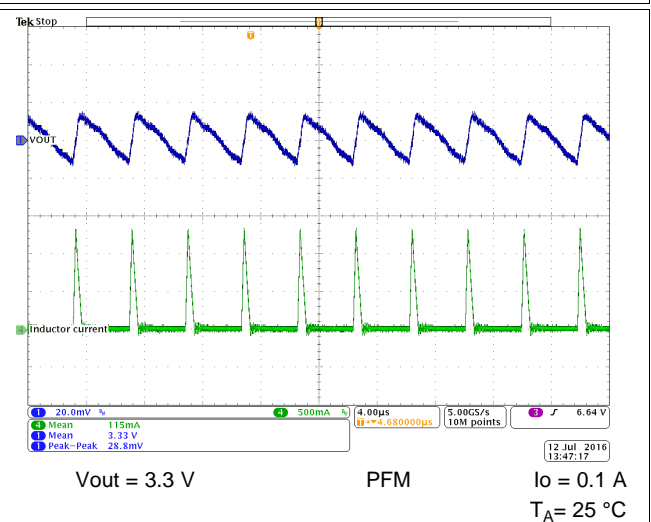 Tek Stop
T
1 VOUT
4 Inductor current
1 20.0mV 4 500mA 4.00µs 5.00GS/s 3 6.64 V
T→▼4.680000µs 10M points
4 Mean 115mA
1 Mean 3.33 V
1 Peak-Peak 28.8mV
12 Jul 2016
13:47:17
Vout = 3.3 V PFM Io = 0.1 A
TA= 25 °C